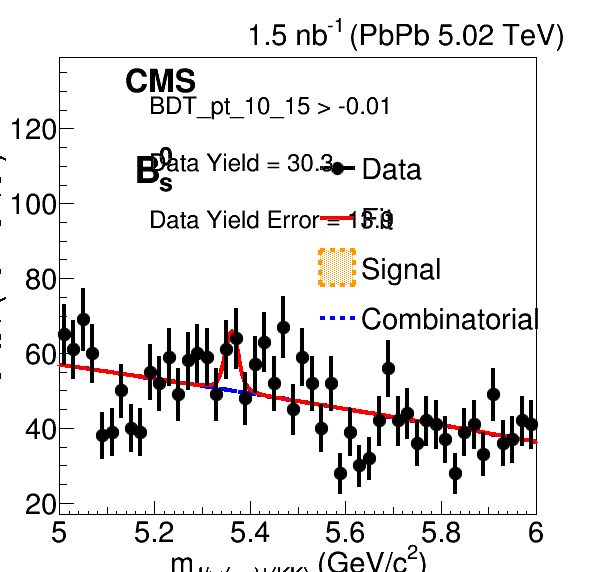 1.5 nb-1 (PbPb 5.02 TeV)
CMS
BDT_pt_10_15 > -0.01
Data Yield = 30.3
B0s
Data
Data Yield Error = 13.9
Fit
Signal
Combinatorial
120
100
80
60
40
20
5
5.2
5.4
5.6
5.8
6
(GeV/c2)